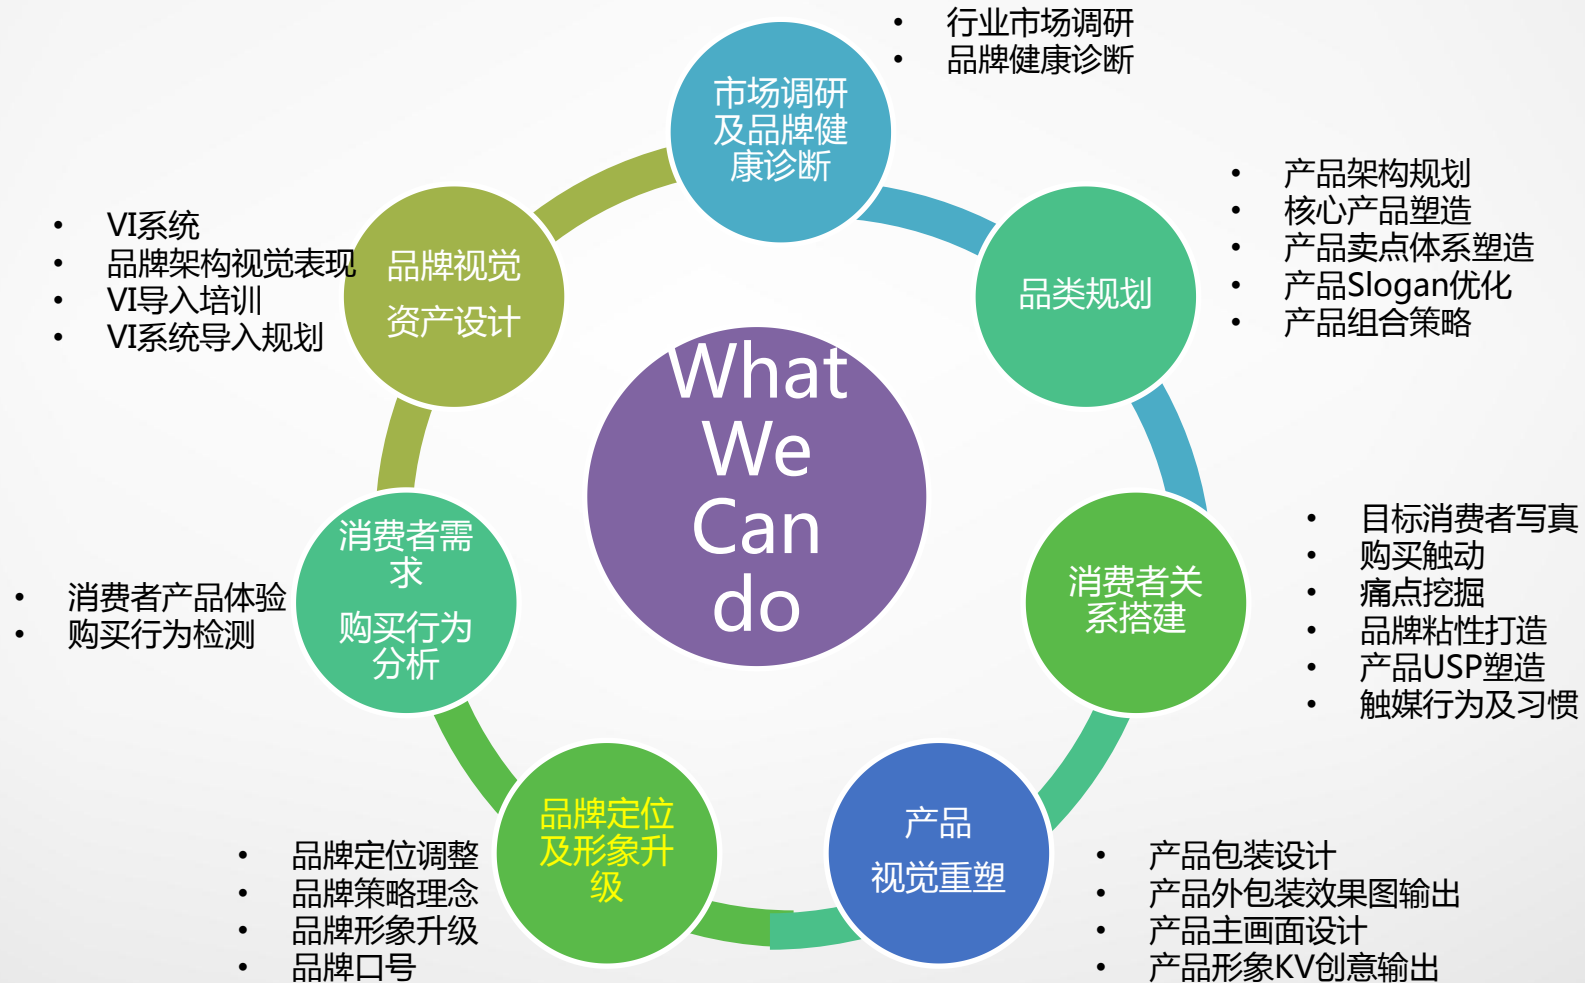 • 行业市场调研
• 品牌健康诊断
市场调研
及品牌健
康诊断
• 产品架构规划
• 核心产品塑造
• 产品卖点体系塑造
• 产品Slogan优化
• 产品组合策略
品类规划
• VI系统
• 品牌架构视觉表现
• VI导入培训
• VI系统导入规划
品牌视觉
资产设计
What
We
Can
do
• 目标消费者写真
• 购买触动
• 痛点挖掘
• 品牌粘性打造
• 产品USP塑造
• 触媒行为及习惯
消费者关
系搭建
消费者需
求
购买行为
分析
• 消费者产品体验
• 购买行为检测
品牌定位
及形象升
级
• 品牌定位调整
• 品牌策略理念
• 品牌形象升级
• 品牌口号
产品
视觉重塑
• 产品包装设计
• 产品外包装效果图输出
• 产品主画面设计
• 产品形象KV创意输出